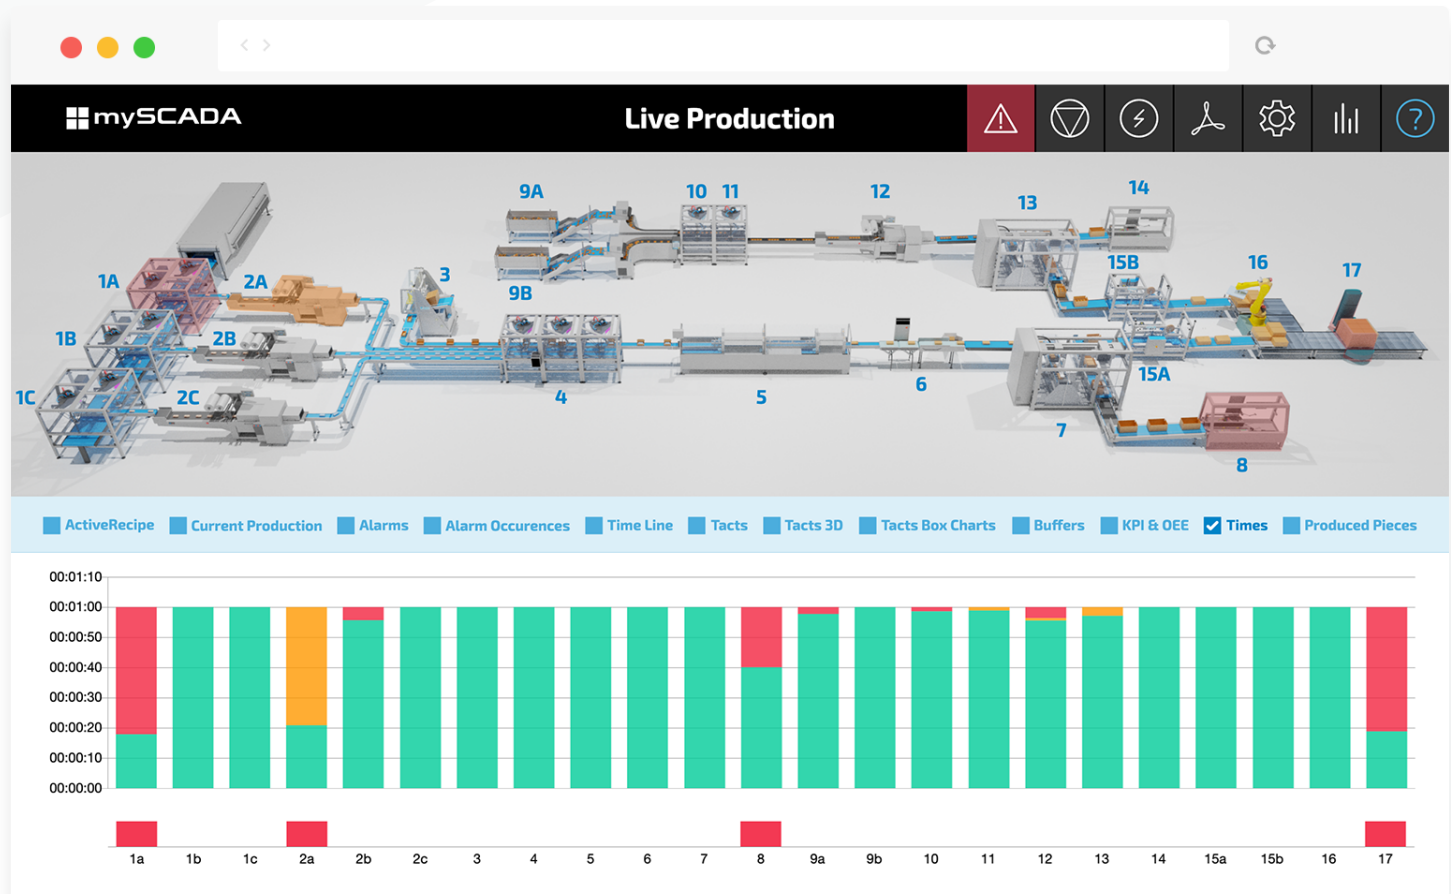 mySCADA
Live Production
?
9A
10
11
12
13
14
1A
2A
3
9B
15B
16
17
1B
2B
1C
2C
4
5
6
15A
7
8
ActiveRecipe
Current Production
Alarms
Alarm Occurences
Time Line
Tacts
Tacts 3D
Tacts Box Charts
Buffers
KPI & OEE
Times
Produced Pieces
00:01:10
00:01:00
00:00:50
00:00:40
00:00:30
00:00:20
00:00:10
00:00:00
1a 1b 1c 2a 2b 2c 3 4 5 6 7 8 9a 9b 10 11 12 13 14 15a 15b 16 17